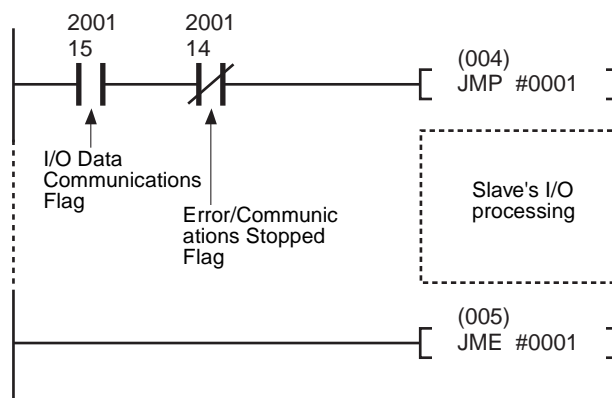 2001
15
2001
14
(004)
JMP #0001
I/O Data
Communications
Flag
Error/Communic
ations Stopped
Flag
Slave's I/O
processing
(005)
JME #0001